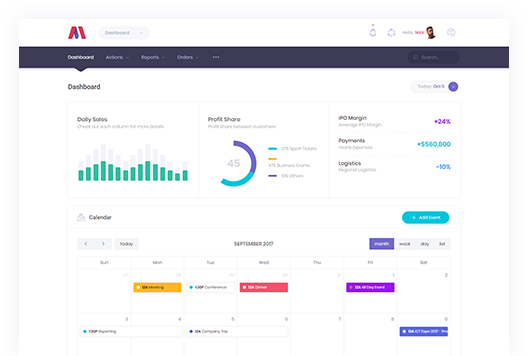 Dashboard
Hello, Nick
Dashboard Actions Reports Orders
Search...
Dashboard
Today: Oct 5
Daily Sales
Check out each column for more details
Profit Share
Profit Share between customers
45
37% Sport Tickets
47% Business Events
19% Others
IPO Margin
Average IPO Margin
+24%
Payments
Yearly Expenses
+$560,800
Logistics
Regional Logistics
-10%
Calendar
+ Add Event
today
SEPTEMBER 2017
month week day list
Sun Mon Tue Wed Thu Fri Sat
27 28 29 30 31 1 2
12A Meeting
1:30P Conference
12A Dinner
12A All Day Event
3 4 5 6 7 8 9
1:30P Reporting
12A Company Trip
12A ICT Expo 2017 - Prod